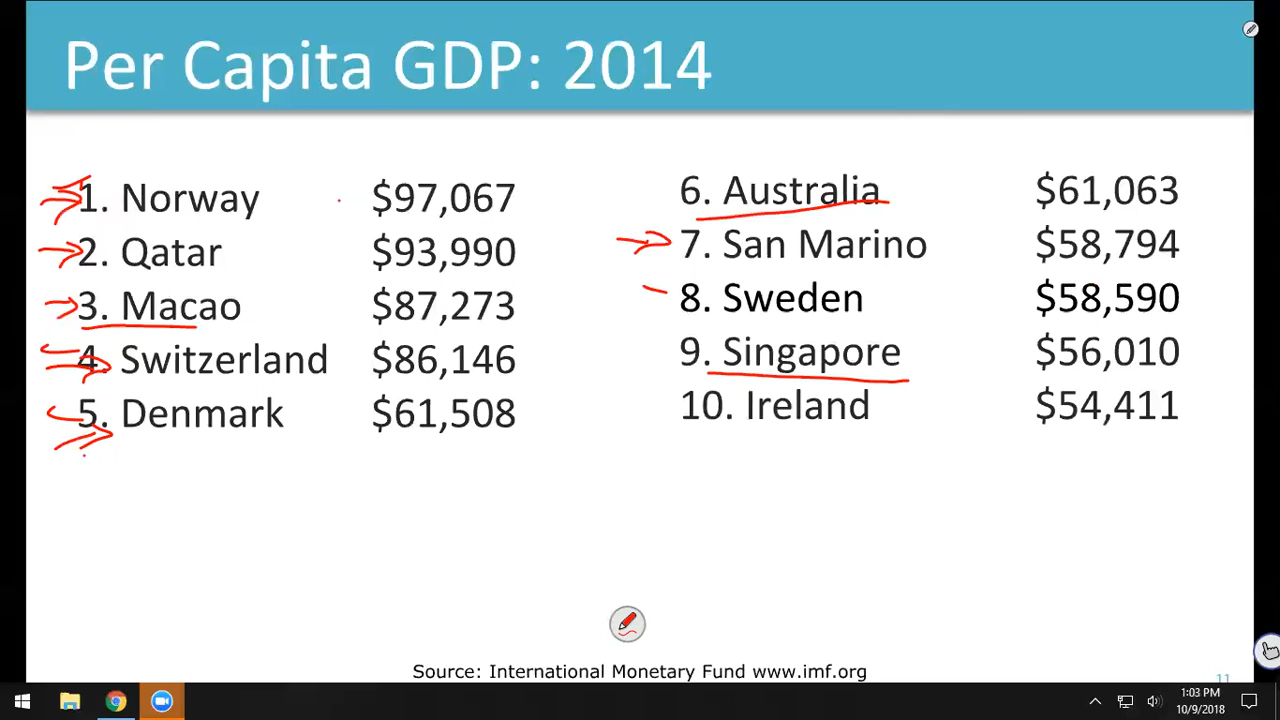 Per Capita GDP: 2014
1. Norway $97,067
2. Qatar $93,990
3. Macao $87,273
4. Switzerland $86,146
5. Denmark $61,508
6. Australia $61,063
7. San Marino $58,794
8. Sweden $58,590
9. Singapore $56,010
10. Ireland $54,411
Source: International Monetary Fund www.imf.org
11
1:03 PM
10/9/2018